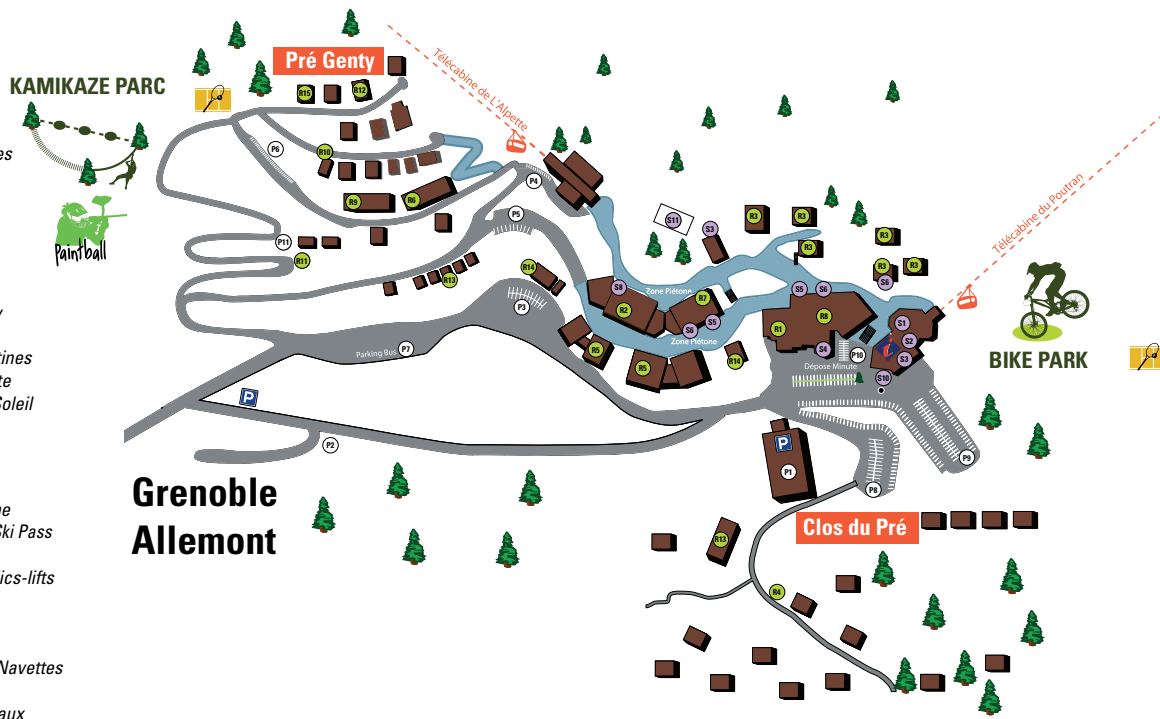 Pré Genty
Télécabine de L'Alpette
KAMIKAZE PARC
R15
R12
P6
R10
P4
R9
R6
P5
S11
S3
R3
R3
R3
R3
R3
R3
S6
Paintball
P11
R11
R13
R14
P3
S8
R2
Zone Piétone
R7
S5
S6
Zone Piétone
S5
S6
R1
R8
S4
P10
S1
S2
S3
S10
Dépose Minute
Télécabine du Poutran
BIKE PARK
Parking Bus
P7
R5
R5
R14
tines
te
Soleil
P
P2
Grenoble
Allemont
P
P1
P8
P9
Ski Pass
ics-lifts
Clos du Pré
R13
R4
Navettes
aux